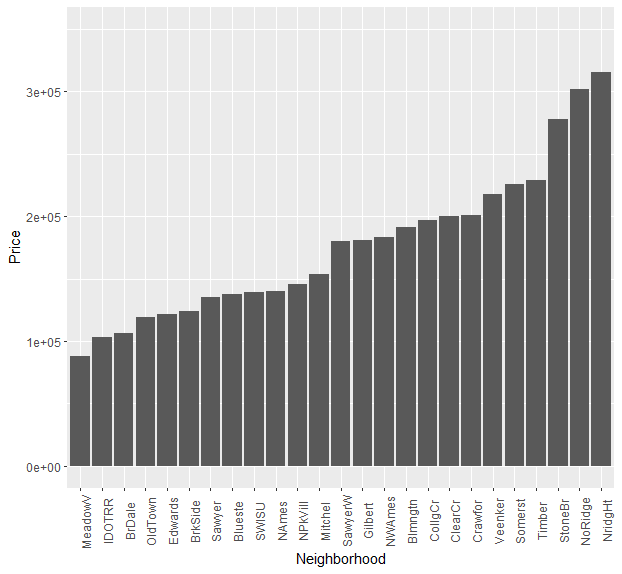 3e+05
2e+05
1e+05
0e+00
Price
MeadowV
IDOTRR
BrDale
OldTown
Edwards
BrkSide
Sawyer
Blueste
SWISU
NAmes
NPkVill
Mitchel
SawyerW
Gilbert
NWAmes
Blmngtn
CollgCr
ClearCr
Crawfor
Veenker
Somerst
Timber
StoneBr
NoRidge
NridgHt
Neighborhood